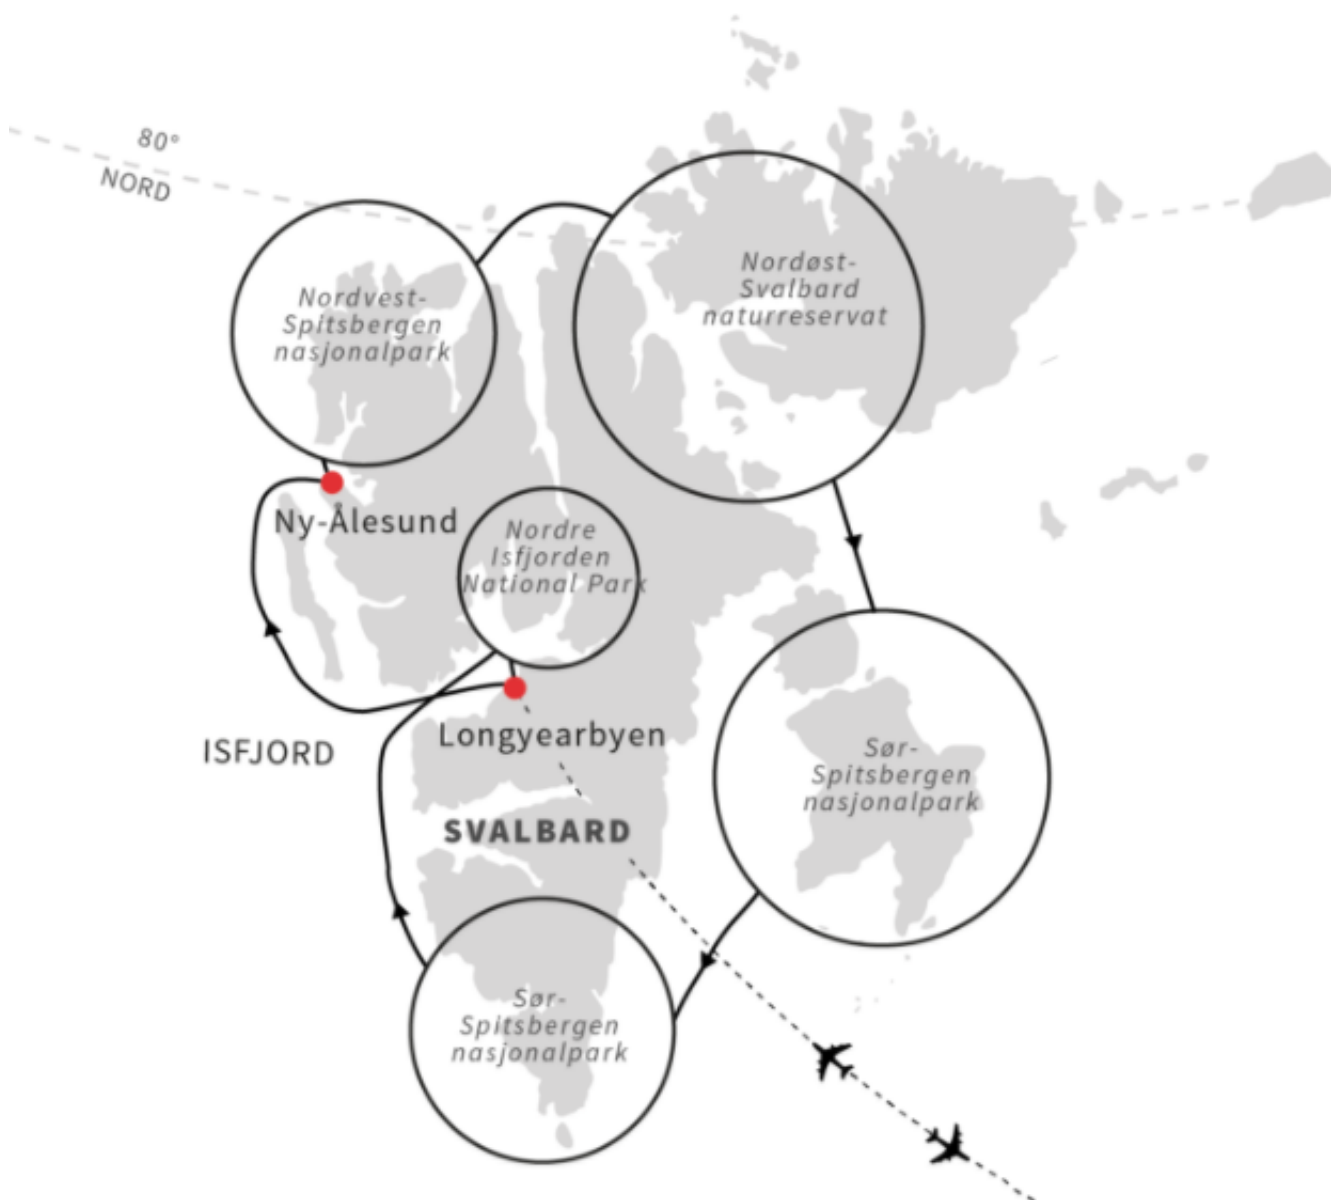 80°
NORD
Nordøst-
Svalbard
naturreservat
Nordvest-
Spitsbergen
nasjonalpark
Ny-Ålesund
Nordre
Isfjorden
National Park
Longyearbyen
ISFJORD
Sør-
Spitsbergen
nasjonalpark
SVALBARD
Sør-
Spitsbergen
nasjonalpark